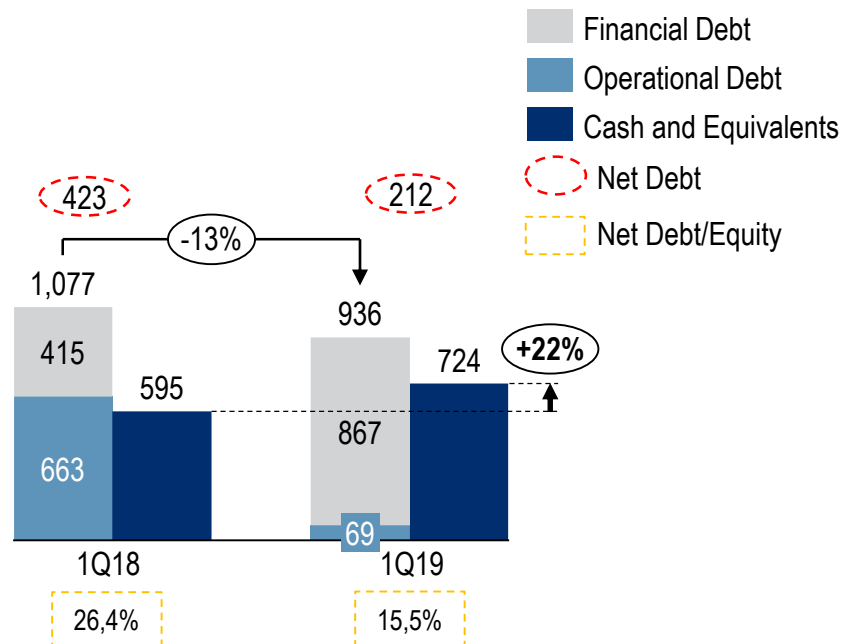 Financial Debt
Operational Debt
Cash and Equivalents
Net Debt
Net Debt/Equity
423
212
-13%
1,077
936
+22%
415
595
724
867
663
69
1Q18
1Q19
26,4%
15,5%